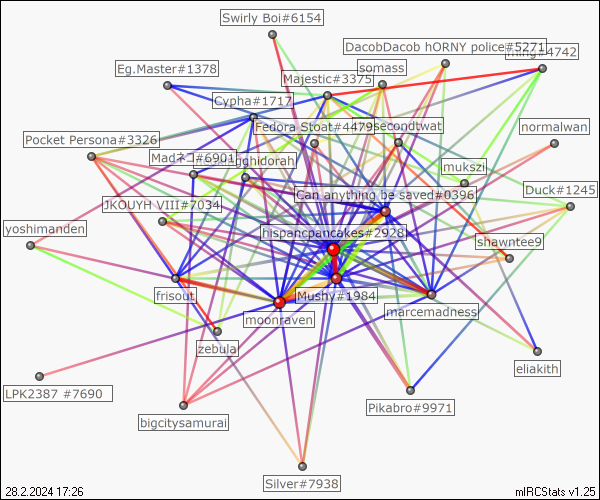 Swirly Boi#6154
DacobDacob hORNY police#5271
#4742
Eg.Master#1378
somass
Majestic#3375
Cypha#1717
Fedora Stoat#4479
secondtwat
normalwan
Pocket Persona#3326
#6901
ghidorah
mukszi
Can anything be saved#0396
Duck#1245
JKOUYH VIII#7034
yoshimanden
hispancpancakes#2928
shawntee9
frisout
Mushy#1984
marcemadness
moonraven
zebula
eliakith
LPK2387 #7690
Pikabro#9971
bigcitysamurai
Silver#7938
28.2.2024 17:26
mIRCStats v1.25